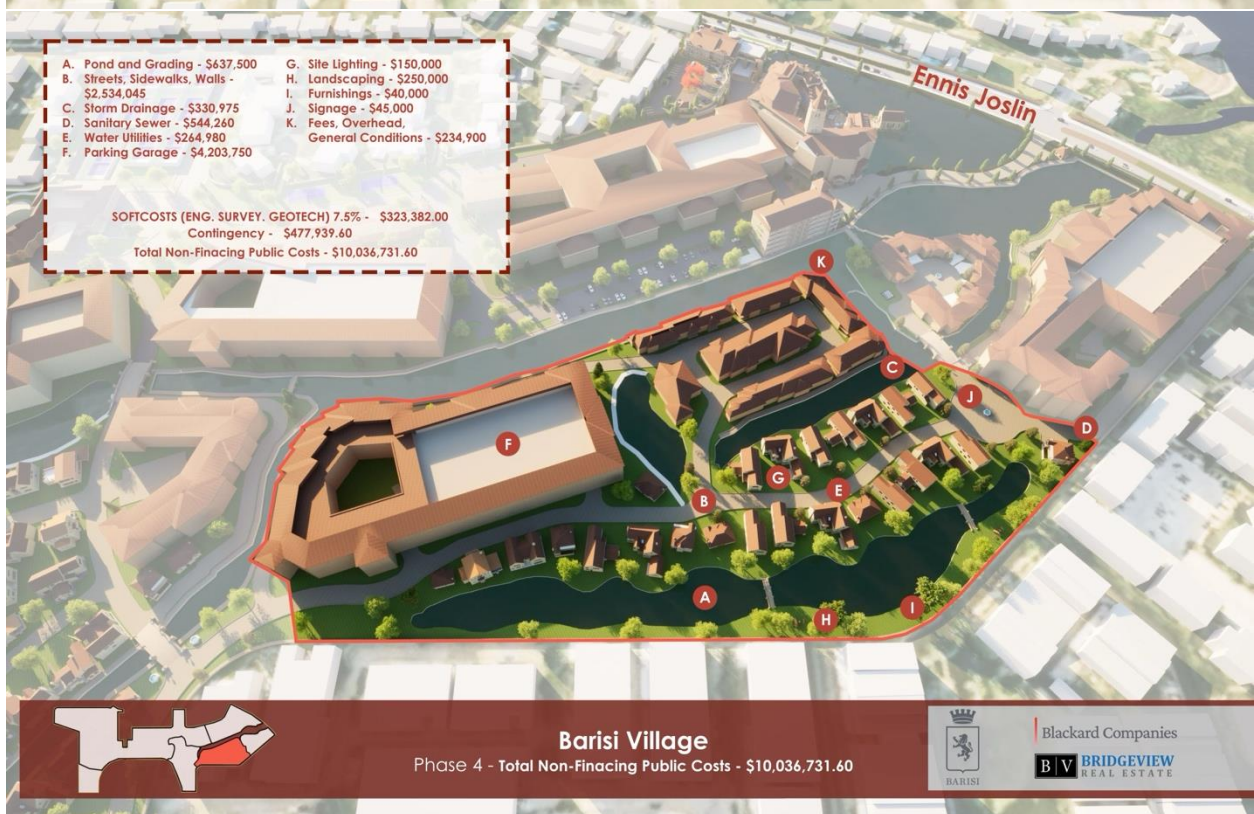 A. Pond and Grading - $637,500
B. Streets, Sidewalks, Walls -
$2,534,045
C. Storm Drainage - $330,975
D. Sanitary Sewer - $544,260
E. Water Utilities - $264,980
F. Parking Garage - $4,203,750
G. Site Lighting - $150,000
H. Landscaping - $250,000
I. Furnishings - $40,000
J. Signage - $45,000
K. Fees, Overhead,
General Conditions - $234,900
SOFTCOSTS (ENG. SURVEY. GEOTECH) 7.5% - $323,382.00
Contingency - $477,939.60
Total Non-Finacing Public Costs - $10,036,731.60
Ennis Joslin
K
C
J
D
F
G
E
B
A
H
I
Barisi Village
Phase 4 - Total Non-Finacing Public Costs - $10,036,731.60
BARISI
Blackard Companies
B V BRIDGEVIEW
REAL ESTATE